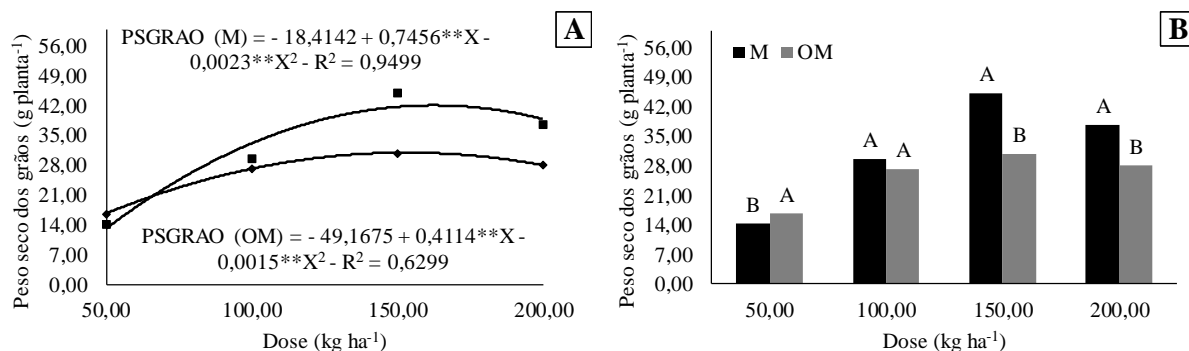 A
PSGRAO (M) = - 18,4142 + 0,7456**X -
0,0023**X² - R² = 0,9499
PSGRAO (OM) = - 49,1675 + 0,4114**X -
0,0015**X² - R² = 0,6299
Peso seco dos grãos (g planta⁻¹)
56,00
49,00
42,00
35,00
28,00
21,00
14,00
7,00
0,00
50,00 100,00 150,00 200,00
Dose (kg ha⁻¹)
B
M OM
Peso seco dos grãos (g planta⁻¹)
56,00
49,00
42,00
35,00
28,00
21,00
14,00
7,00
0,00
B A
A A
A B
A B
50,00 100,00 150,00 200,00
Dose (kg ha⁻¹)